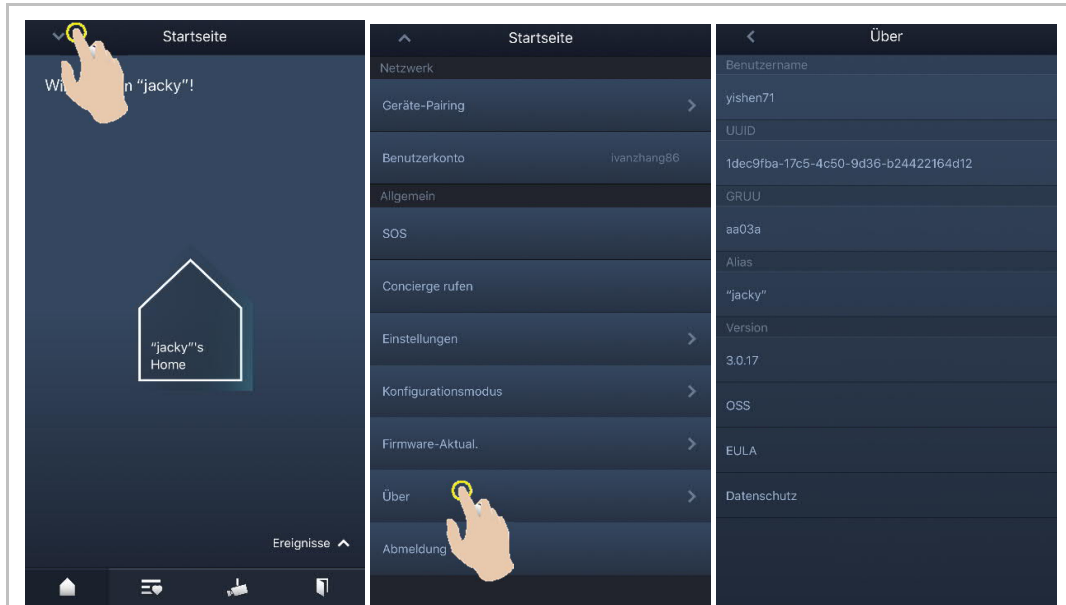 Startseite
n "jacky"!
"jacky"'s
Home
Ereignisse
Startseite
Netzwerk
Geräte-Pairing
Benutzerkonto
ivanzhang86
Allgemein
SOS
Concierge rufen
Einstellungen
Konfigurationsmodus
Firmware-Aktual.
Über
Abmeldung
Über
Benutzername
yishen71
UUID
1dec9fba-17c5-4c50-9d36-b24422164d12
GRUU
aa03a
Alias
"jacky"
Version
3.0.17
OSS
EULA
Datenschutz